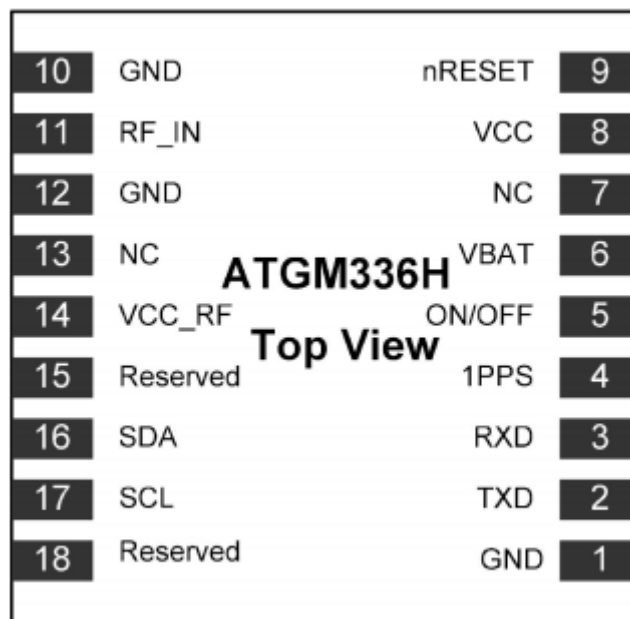 10 GND nRESET 9
11 RF_IN VCC 8
12 GND NC 7
13 NC VBAT 6
ATGM336H
14 VCC_RF ON/OFF 5
Top View
15 Reserved 1PPS 4
16 SDA RXD 3
17 SCL TXD 2
18 Reserved GND 1